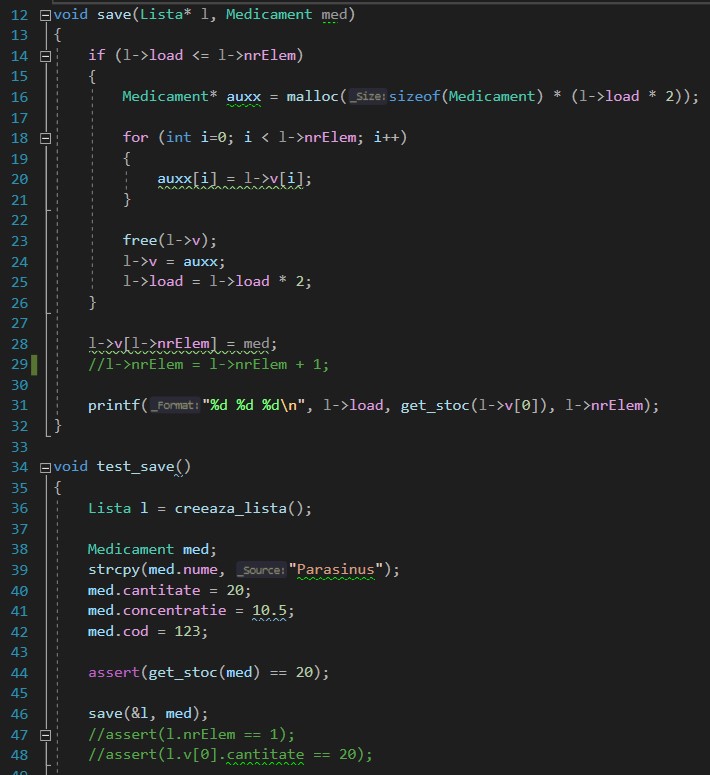 12 void save(Lista* l, Medicament med)
13 {
14 if (l->load <= l->nrElem)
15 {
16 Medicament* auxx = malloc(_Size: sizeof(Medicament) * (l->load * 2));
17
18 for (int i=0; i < l->nrElem; i++)
19 {
20 auxx[i] = l->v[i];
21 }
22
23 free(l->v);
24 l->v = auxx;
25 l->load = l->load * 2;
26 }
27
28 l->v[l->nrElem] = med;
29 //l->nrElem = l->nrElem + 1;
30
31 printf(_Format: "%d %d %d\n", l->load, get_stoc(l->v[0]), l->nrElem);
32 }
33
34 void test_save()
35 {
36 Lista l = creeaza_lista();
37
38 Medicament med;
39 strcpy(med.nume, _Source: "Parasinus");
40 med.cantitate = 20;
41 med.concentratie = 10.5;
42 med.cod = 123;
43
44 assert(get_stoc(med) == 20);
45
46 save(&l, med);
47 //assert(l.nrElem == 1);
48 //assert(l.v[0].cantitate == 20);